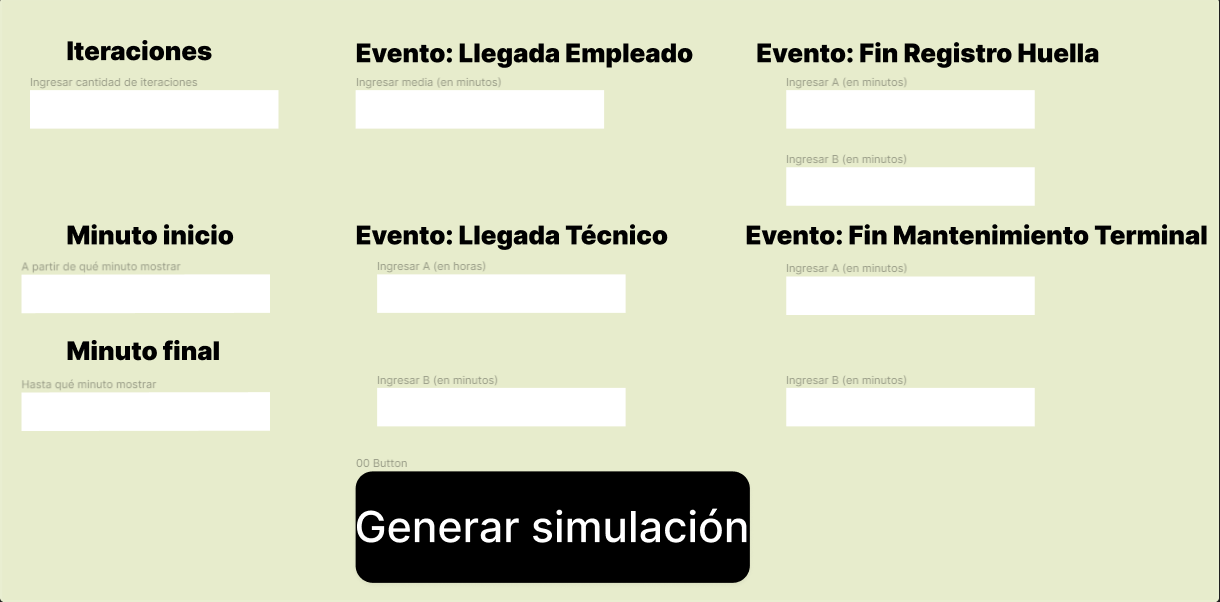 Iteraciones
Ingresar cantidad de iteraciones
Evento: Llegada Empleado
Ingresar media (en minutos)
Evento: Fin Registro Huella
Ingresar A (en minutos)
Ingresar B (en minutos)
Minuto inicio
A partir de qué minuto mostrar
Minuto final
Hasta qué minuto mostrar
Evento: Llegada Técnico
Ingresar A (en horas)
Ingresar B (en minutos)
Evento: Fin Mantenimiento Terminal
Ingresar A (en minutos)
Ingresar B (en minutos)
00 Button
Generar simulación